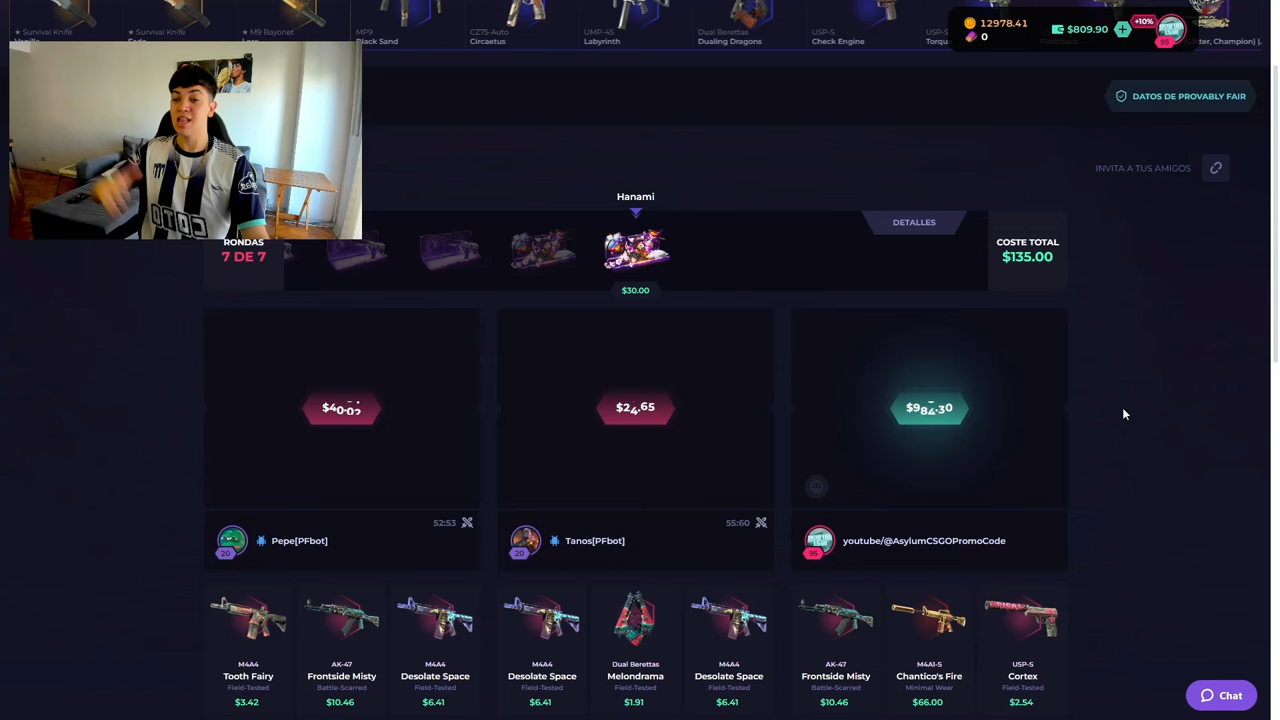 ★ Survival Knife
★ Survival Knife
★ M9 Bayonet
MP9
Black Sand
CZ75-Auto
Circaetus
UMP-45
Labyrinth
Dual Berettas
Dualing Dragons
USP-S
Check Engine
USP-S
12978.41
0
$809.90
+10%
95
DATOS DE PROVABLY FAIR
INVITA A TUS AMIGOS
Hanami
DETALLES
RONDAS
7 DE 7
COSTE TOTAL
$135.00
$30.00
52:53
Pepe[PFbot]
20
55:60
Tanos[PFbot]
20
youtube/@AsylumCSGOPromoCode
95
M4A4
Tooth Fairy
Field-Tested
$3.42
AK-47
Frontside Misty
Battle-Scarred
$10.46
M4A4
Desolate Space
Field-Tested
$6.41
M4A4
Desolate Space
Field-Tested
$6.41
Dual Berettas
Melondrama
Field-Tested
$1.91
M4A4
Desolate Space
Field-Tested
$6.41
AK-47
Frontside Misty
Battle-Scarred
$10.46
M4A1-S
Chantico's Fire
Minimal Wear
$66.00
USP-S
Cortex
Field-Tested
$2.54
Chat